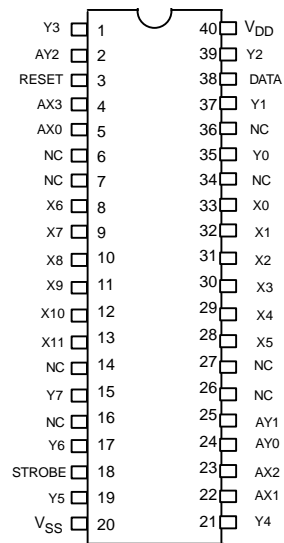 Y3 1 40 VDD
AY2 2 39 Y2
RESET 3 38 DATA
AX3 4 37 Y1
AX0 5 36 NC
NC 6 35 Y0
NC 7 34 NC
X6 8 33 X0
X7 9 32 X1
X8 10 31 X2
X9 11 30 X3
X10 12 29 X4
X11 13 28 X5
NC 14 27 NC
Y7 15 26 NC
NC 16 25 AY1
Y6 17 24 AY0
STROBE 18 23 AX2
Y5 19 22 AX1
VSS 20 21 Y4